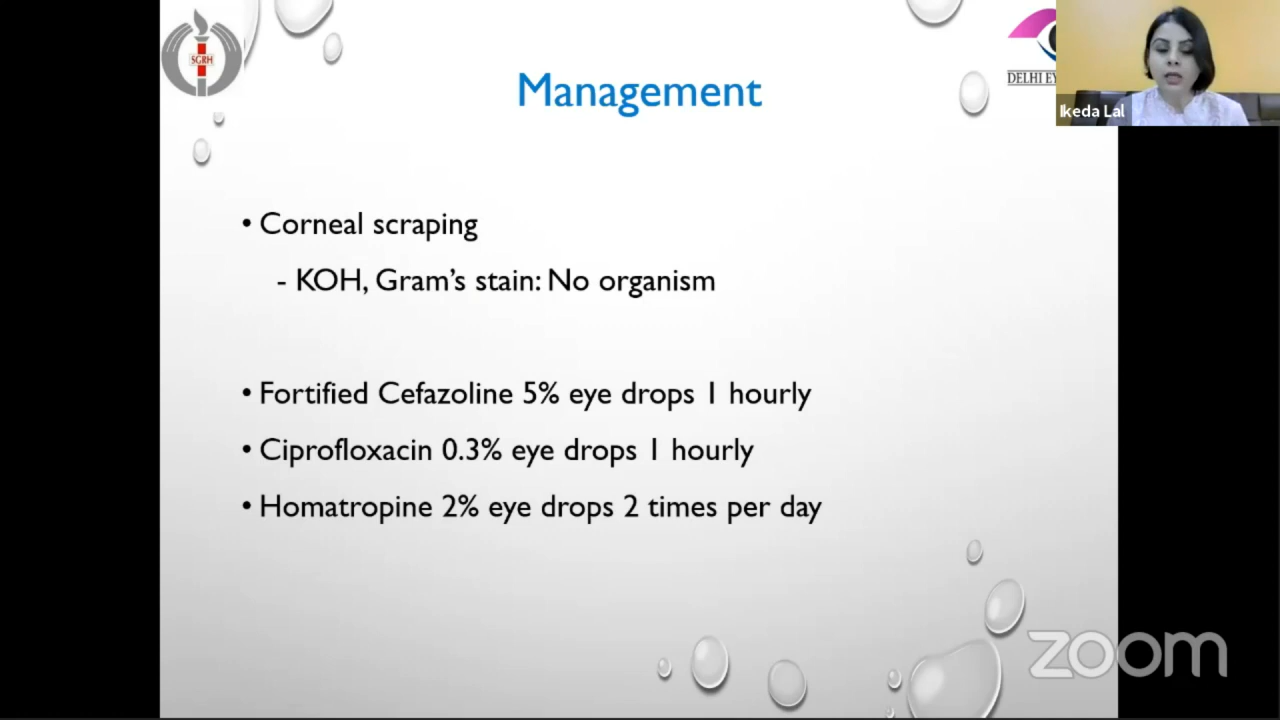 SGRH
Management
DELHI EY
Ikeda Lal
• Corneal scraping
- KOH, Gram's stain: No organism
• Fortified Cefazoline 5% eye drops 1 hourly
• Ciprofloxacin 0.3% eye drops 1 hourly
• Homatropine 2% eye drops 2 times per day
zoom